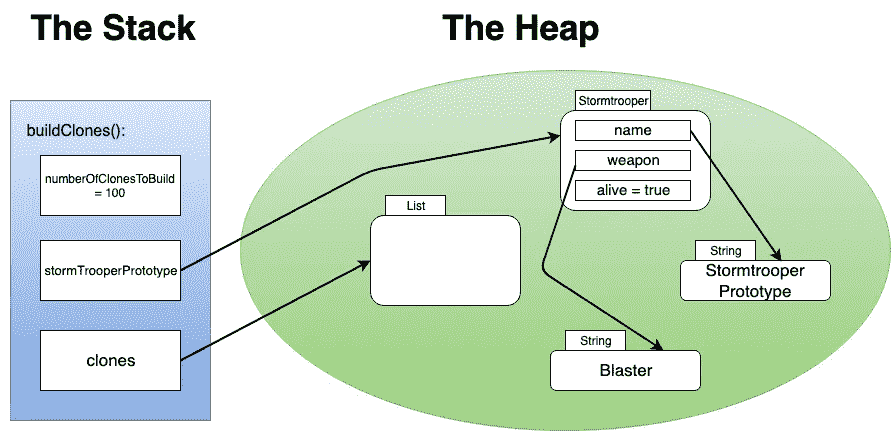 The Stack
The Heap
buildClones():
numberOfClonesToBuild
= 100
stormTrooperPrototype
clones
List
Stormtrooper
name
weapon
alive = true
String
Stormtrooper
Prototype
String
Blaster